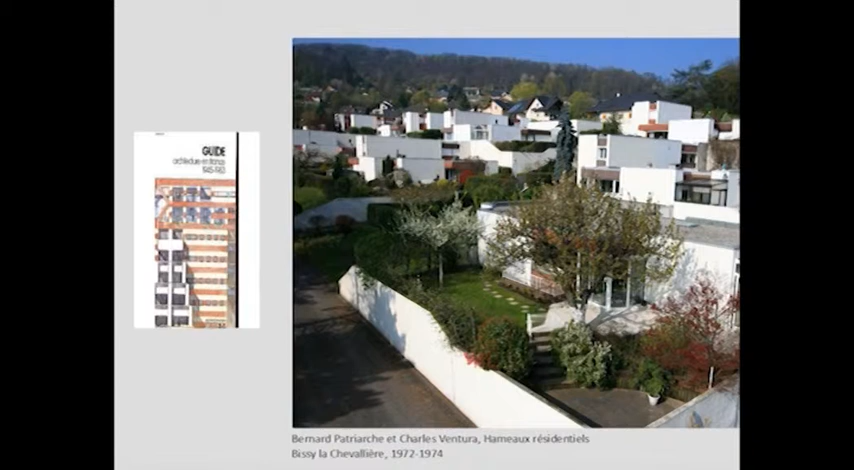 GUIDE
architecture en france
1945-1983
Bernard Patriarche et Charles Ventura, Hameaux résidentiels
Bissy la Chevallière, 1972-1974